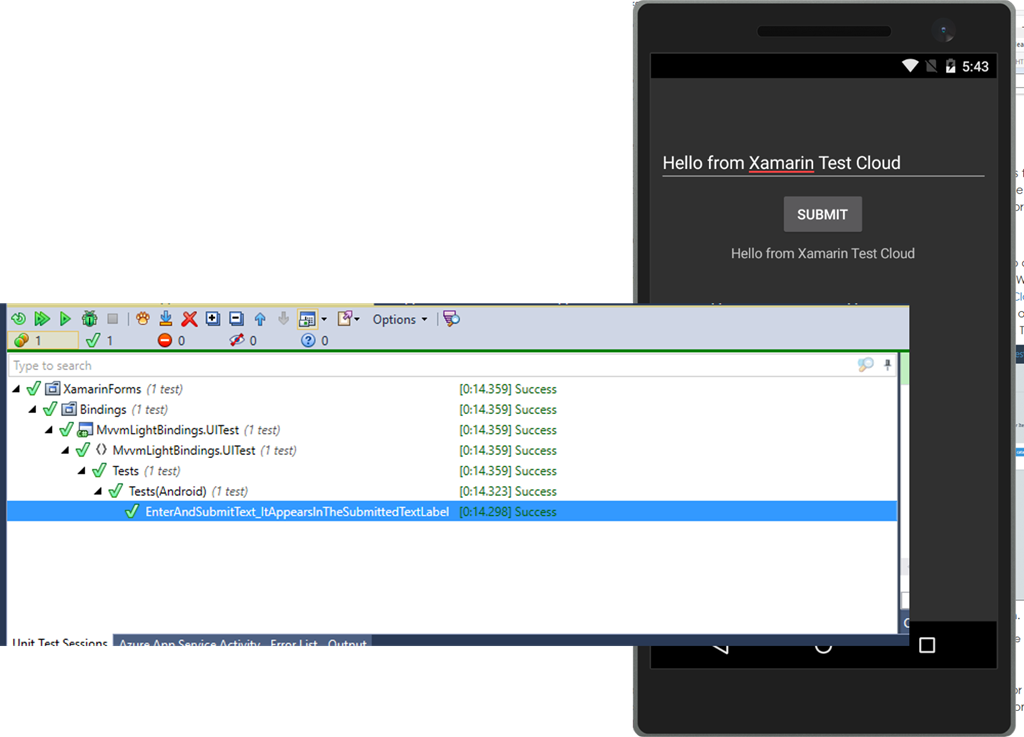 5:43
Hello from Xamarin Test Cloud
SUBMIT
Hello from Xamarin Test Cloud
Options
1 1 0 0 0
Type to search
XamarinForms (1 test) [0:14.359] Success
Bindings (1 test) [0:14.359] Success
MvvmLightBindings.UITest (1 test) [0:14.359] Success
MvvmLightBindings.UITest (1 test) [0:14.359] Success
Tests (1 test) [0:14.359] Success
Tests(Android) (1 test) [0:14.323] Success
EnterAndSubmitText_ItAppearsInTheSubmittedTextLabel [0:14.298] Success
Unit Test Sessions Azure App Service Activity Error List Output